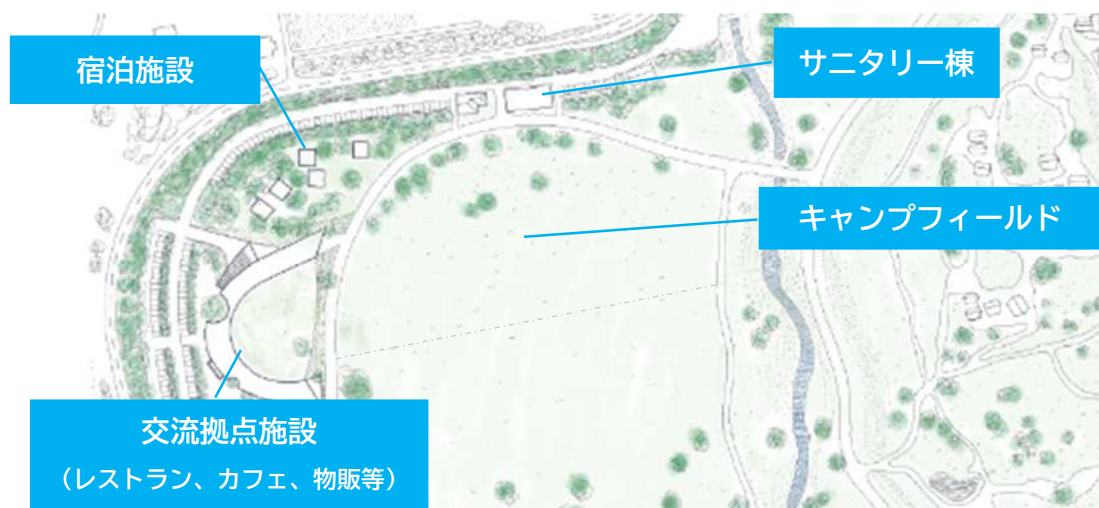 宿泊施設
サニタリー棟
キャンプフィールド
交流拠点施設
（レストラン、カフェ、物販等）